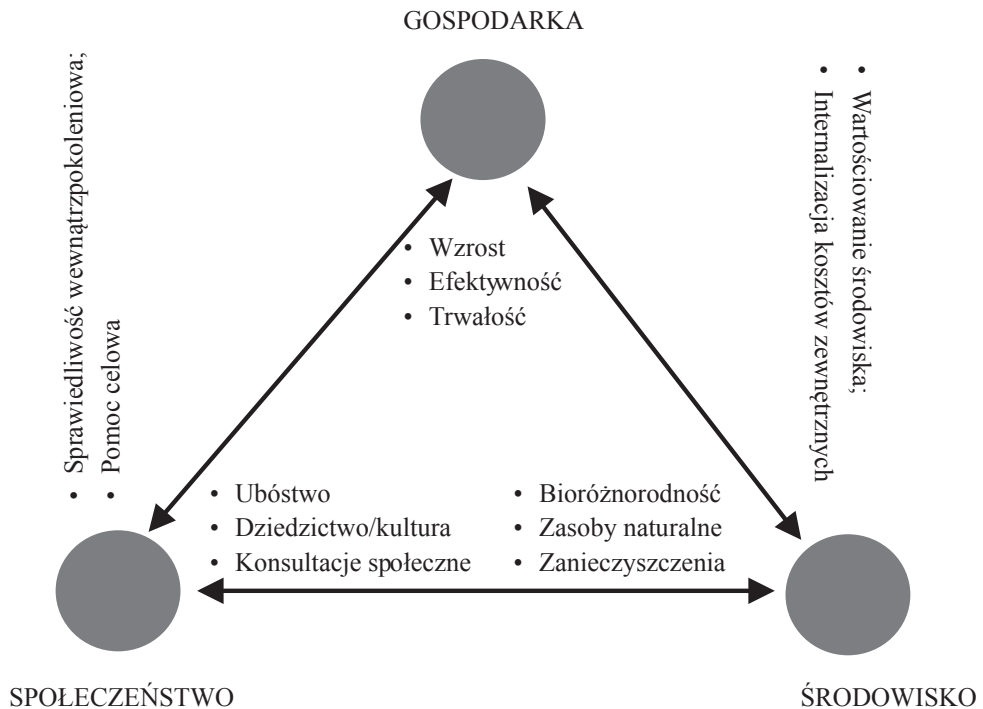 GOSPODARKA
• Sprawiedliwość wewnątrzpokoleniowa;
• Pomoc celowa
• Wartościowanie środowiska;
• Internalizacja kosztów zewnętrznych
• Wzrost
• Efektywność
• Trwałość
• Ubóstwo
• Dziedzictwo/kultura
• Konsultacje społeczne
• Bioróżnorodność
• Zasoby naturalne
• Zanieczyszczenia
SPOŁECZEŃSTWO
ŚRODOWISKO